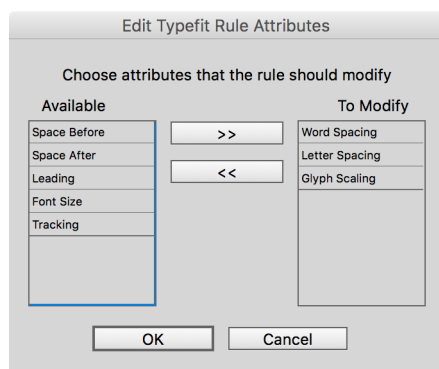 Edit Typefit Rule Attributes
Choose attributes that the rule should modify
Available To Modify
Space Before >> Word Spacing
Space After Letter Spacing
Leading << Glyph Scaling
Font Size
Tracking
OK Cancel